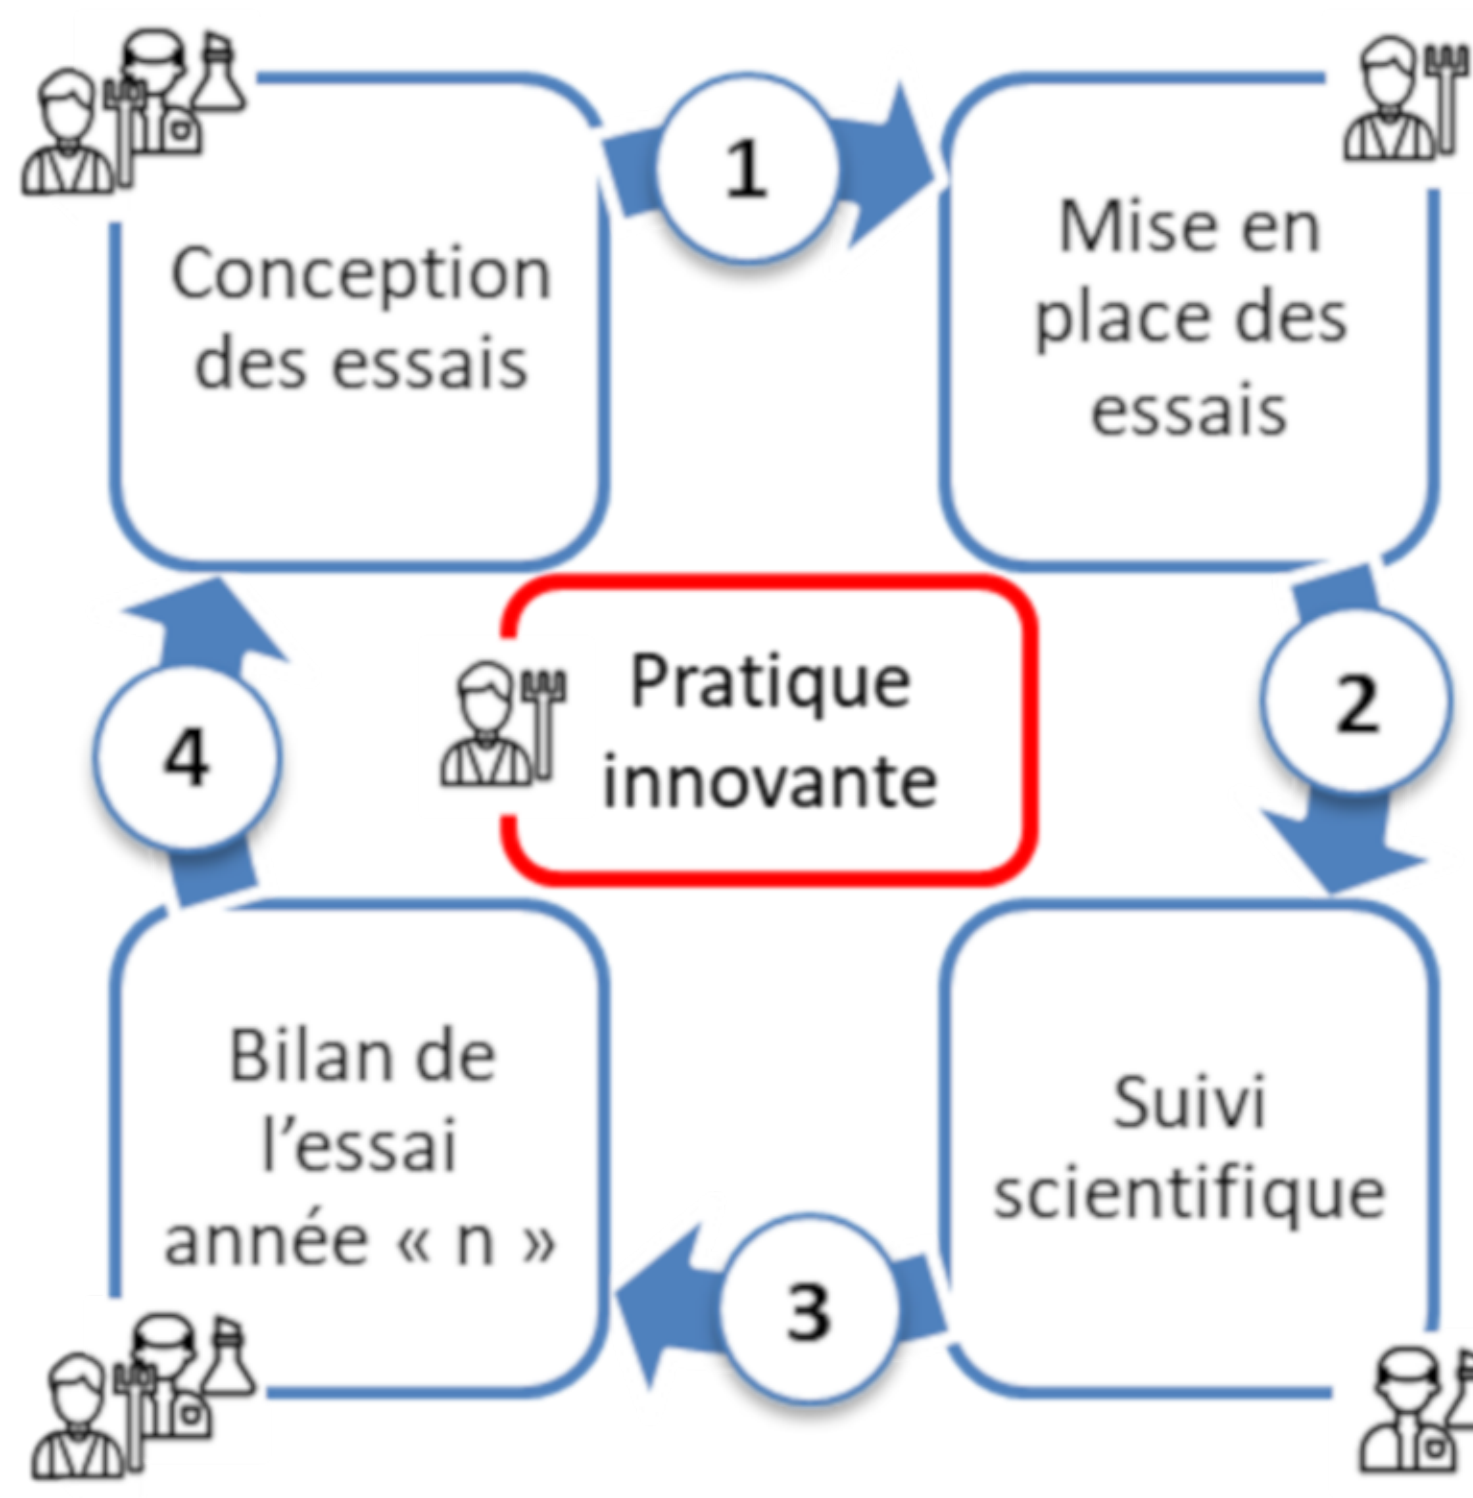 Conception
des essais
1
Mise en
place des
essais
2
Pratique
innovante
4
Bilan de
l’essai
année « n »
3
Suivi
scientifique